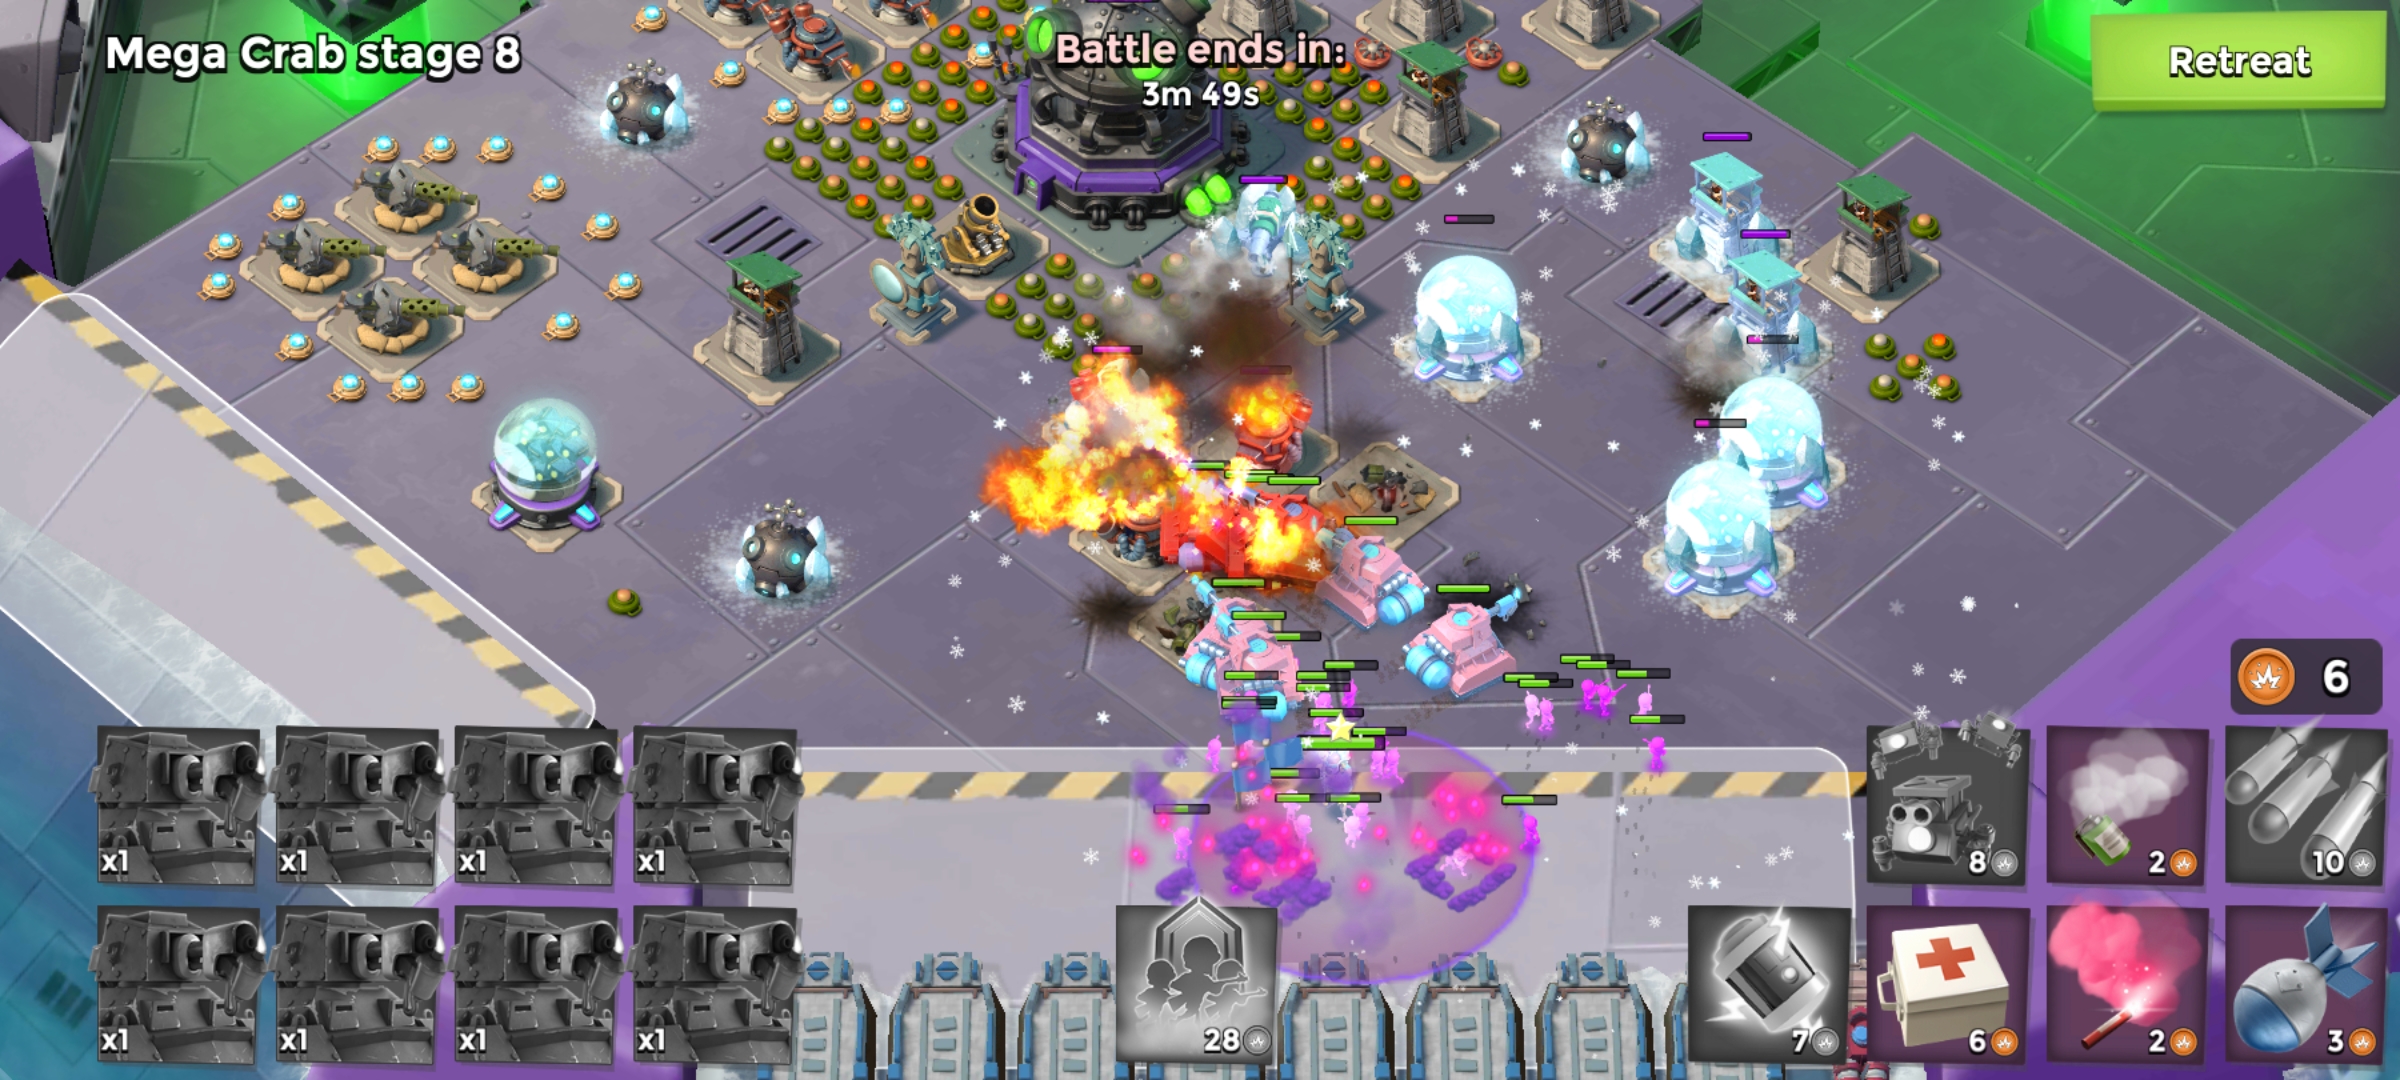 Mega Crab stage 8
Battle ends in:
3m 49s
Retreat
6
x1 x1 x1 x1
8 2 10
x1 x1 x1 x1
28 7 6 2 3